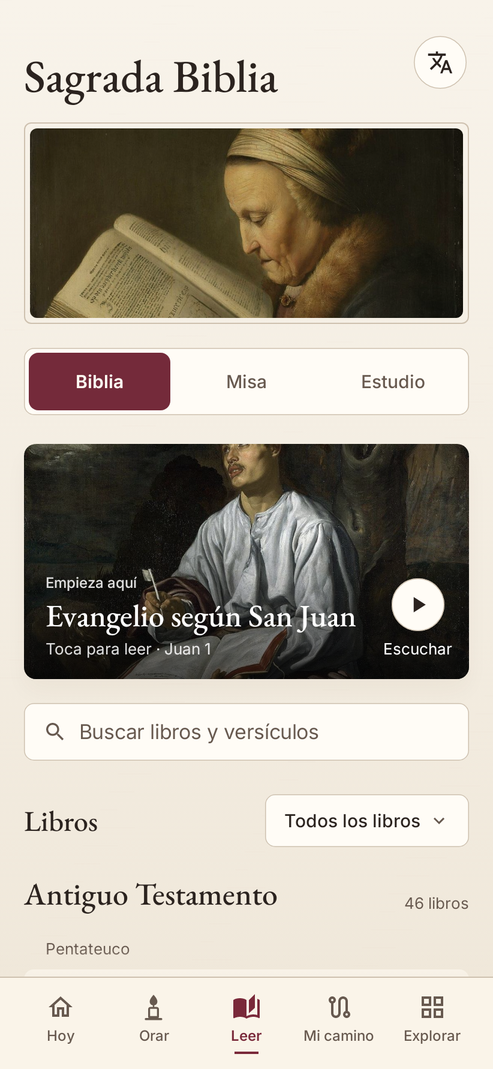 Sagrada Biblia
Biblia
Misa
Estudio
Empieza aquí
Evangelio según San Juan
Toca para leer · Juan 1
Escuchar
Buscar libros y versículos
Libros
Todos los libros
Antiguo Testamento
46 libros
Pentateuco
Hoy
Orar
Leer
Mi camino
Explorar